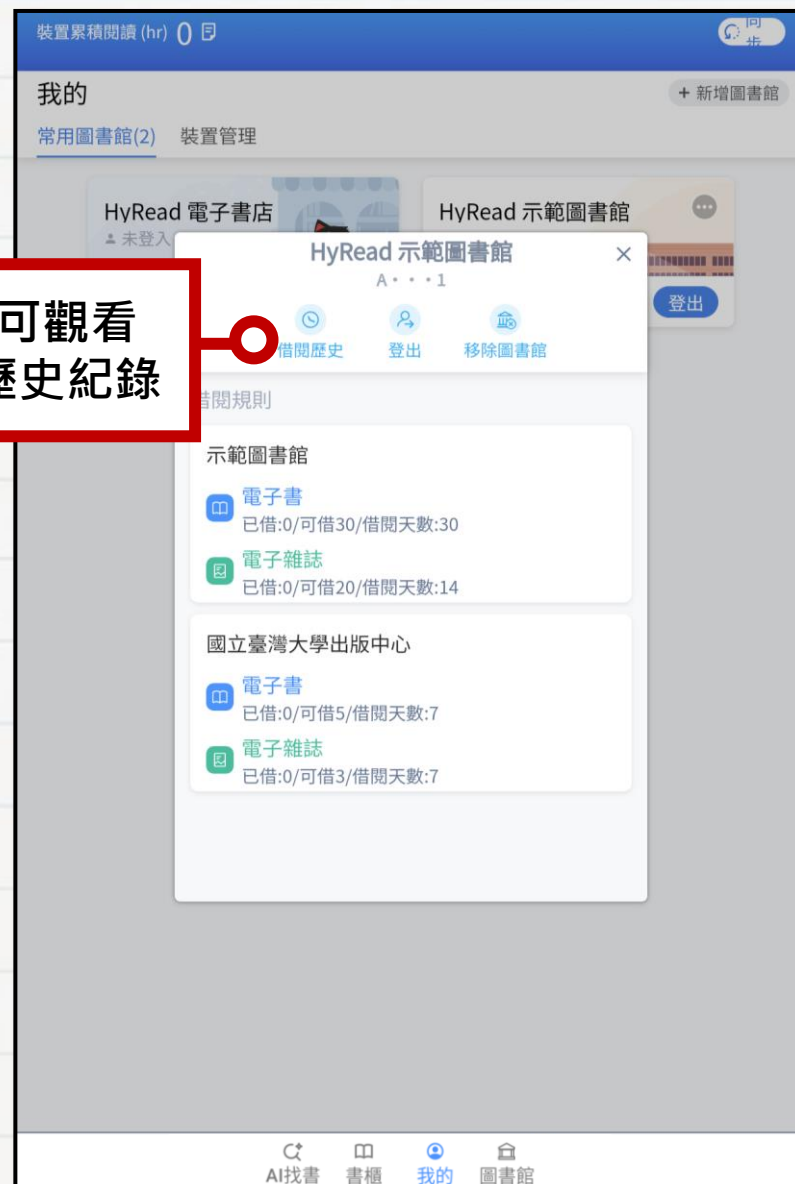 裝置累積閱讀 (hr) 0
同步
我的
+ 新增圖書館
常用圖書館(2) 裝置管理
HyRead 電子書店
未登入
HyRead 示範圖書館
登出
HyRead 示範圖書館
A・・・1
借閱歷史 登出 移除圖書館
可觀看
歷史紀錄
借閱規則
示範圖書館
電子書
已借:0/可借30/借閱天數:30
電子雜誌
已借:0/可借20/借閱天數:14
國立臺灣大學出版中心
電子書
已借:0/可借5/借閱天數:7
電子雜誌
已借:0/可借3/借閱天數:7
AI找書 書櫃 我的 圖書館